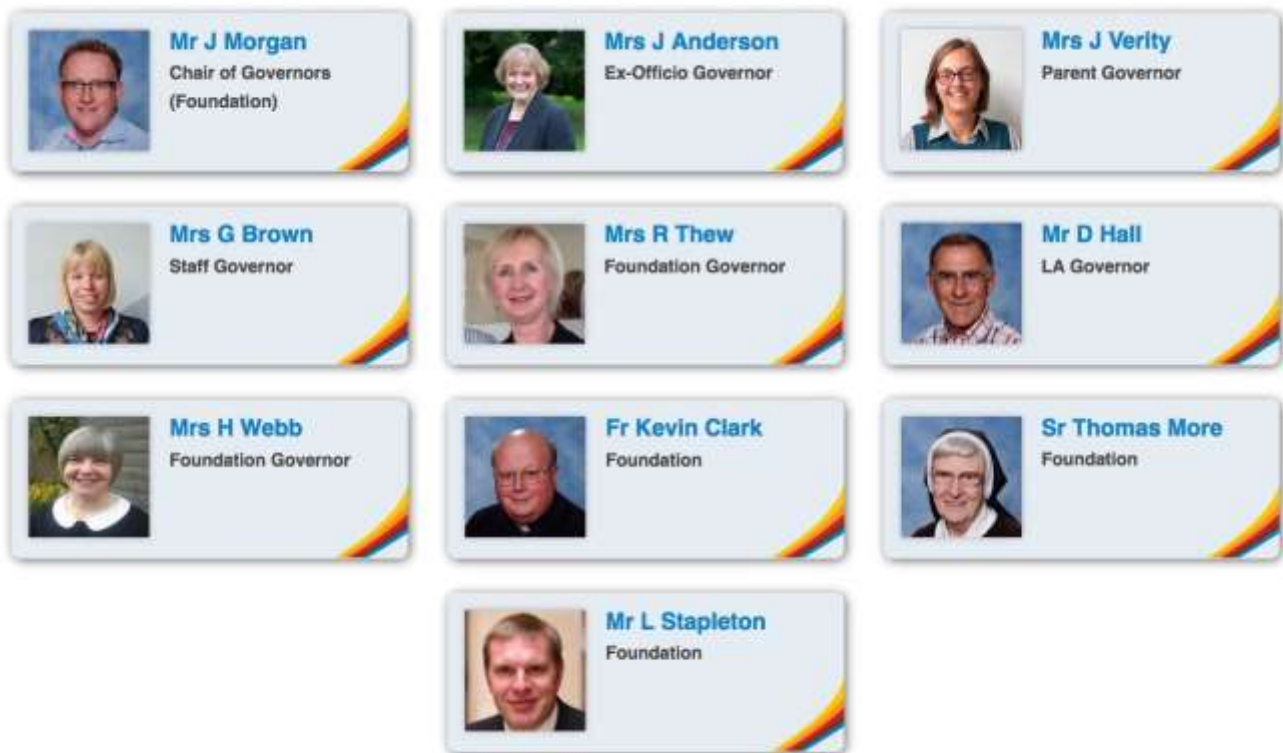 Mr J Morgan
Chair of Governors
(Foundation)
Mrs J Anderson
Ex-Officio Governor
Mrs J Verity
Parent Governor
Mrs G Brown
Staff Governor
Mrs R Thew
Foundation Governor
Mr D Hall
LA Governor
Mrs H Webb
Foundation Governor
Fr Kevin Clark
Foundation
Sr Thomas More
Foundation
Mr L Stapleton
Foundation